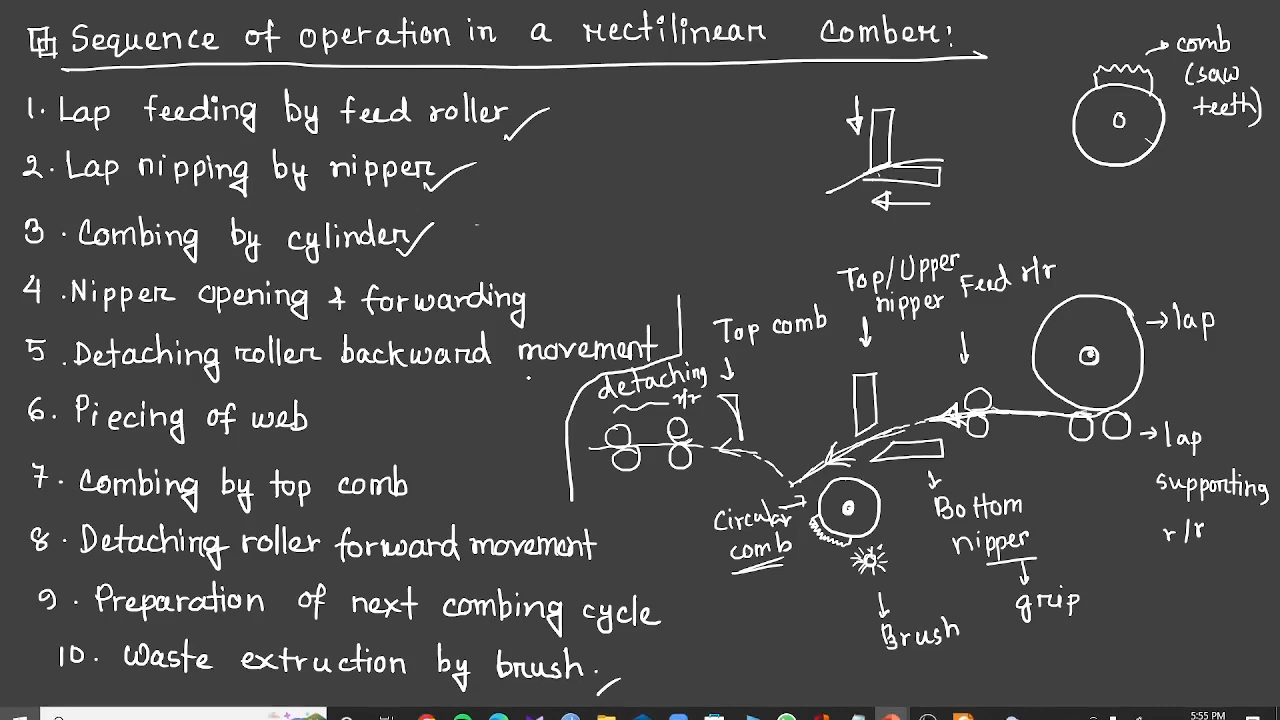 Sequence of operation in a rectilinear comber:
1. Lap feeding by feed roller
2. Lap nipping by nipper
3. Combing by cylinder
4. Nipper opening & forwarding
5. Detaching roller backward movement
6. Piecing of web
7. Combing by top comb
8. Detaching roller forward movement
9. Preparation of next combing cycle
10. Waste extruction by brush.
comb
(saw
teeth)
Top/Upper
nipper
Feed r/r
Top comb
detaching
r/r
lap
lap
supporting
r/r
Circular
comb
Bottom
nipper
grip
Brush
5:55 PM